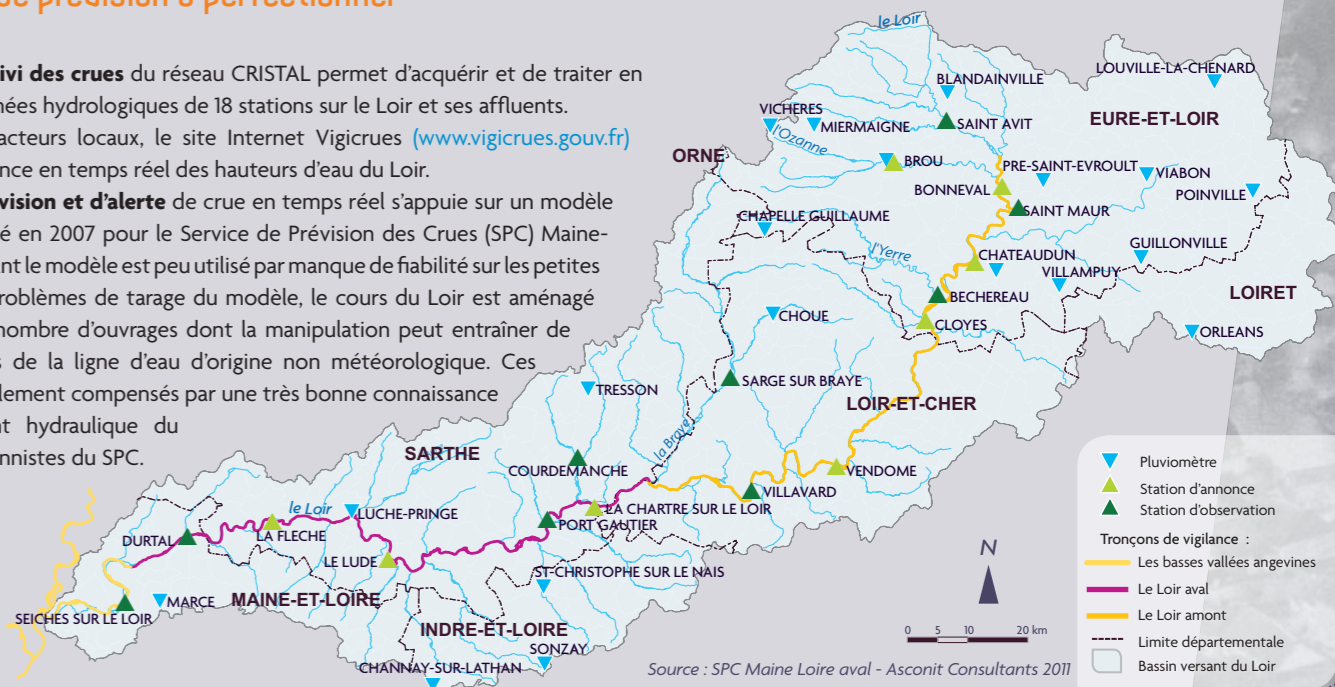 de prévision à perfectionner
ivi des crues du réseau CRISTAL permet d'acquérir et de traiter en
nées hydrologiques de 18 stations sur le Loir et ses affluents.
acteurs locaux, le site Internet Vigicrues (www.vigicrues.gouv.fr)
nce en temps réel des hauteurs d'eau du Loir.
vision et d'alerte de crue en temps réel s'appuie sur un modèle
é en 2007 pour le Service de Prévision des Crues (SPC) Maine-
ant le modèle est peu utilisé par manque de fiabilité sur les petites
roblèmes de tarage du modèle, le cours du Loir est aménagé
nombre d'ouvrages dont la manipulation peut entraîner de
s de la ligne d'eau d'origine non météorologique. Ces
lement compensés par une très bonne connaissance
nt hydraulique du
nnistes du SPC.
le Loir
BLANDAINVILLE
LOUVILLE-LA-CHENARD
VICHERES
MIERMAIGNE
SAINT AVIT
EURE-ET-LOIR
l'Ozanne
ORNE
BROU
PRE-SAINT-EVROULT
VIABON
BONNEVAL
POINVILLE
SAINT MAUR
CHAPELLE GUILLAUME
l'Yerre
GUILLONVILLE
CHATEAUDUN
VILLAMPUY
BECHEREAU
LOIRET
CHOUE
CLOYES
ORLEANS
SARGE SUR BRAYE
TRESSON
LOIR-ET-CHER
la Braye
SARTHE
COURDEMANCHE
VENDOME
VILLAVARD
le Loir
LUCHE-PRINGE
LA CHARTRE SUR LE LOIR
PORT GAUTIER
DURTAL
LA FLECHE
LE LUDE
ST-CHRISTOPHE SUR LE NAIS
MARCE
MAINE-ET-LOIRE
SEICHES SUR LE LOIR
INDRE-ET-LOIRE
SONZAY
CHANNAY-SUR-LATHAN
N
0 5 10 20 km
Source : SPC Maine Loire aval - Asconit Consultants 2011
Pluviomètre
Station d'annonce
Station d'observation
Tronçons de vigilance :
Les basses vallées angevines
Le Loir aval
Le Loir amont
Limite départementale
Bassin versant du Loir